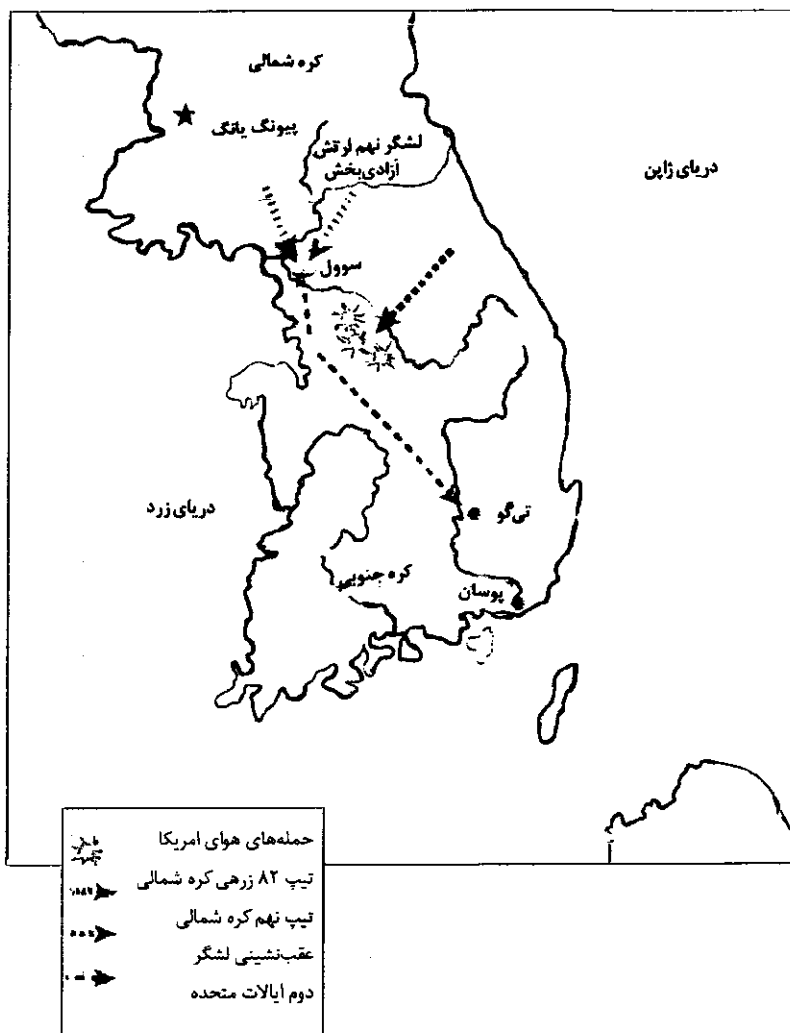 کره شمالی
پیونگ یانگ
لشگر نهم ارتش
آزادی‌بخش
دریای ژاپن
سوول
تی‌گو
دریای زرد
کره جنوبی
پوسان
حمله‌های هوای امریکا
تیپ ۸۲ زرهی کره شمالی
تیپ نهم کره شمالی
عقب‌نشینی لشگر
دوم ایالات متحده